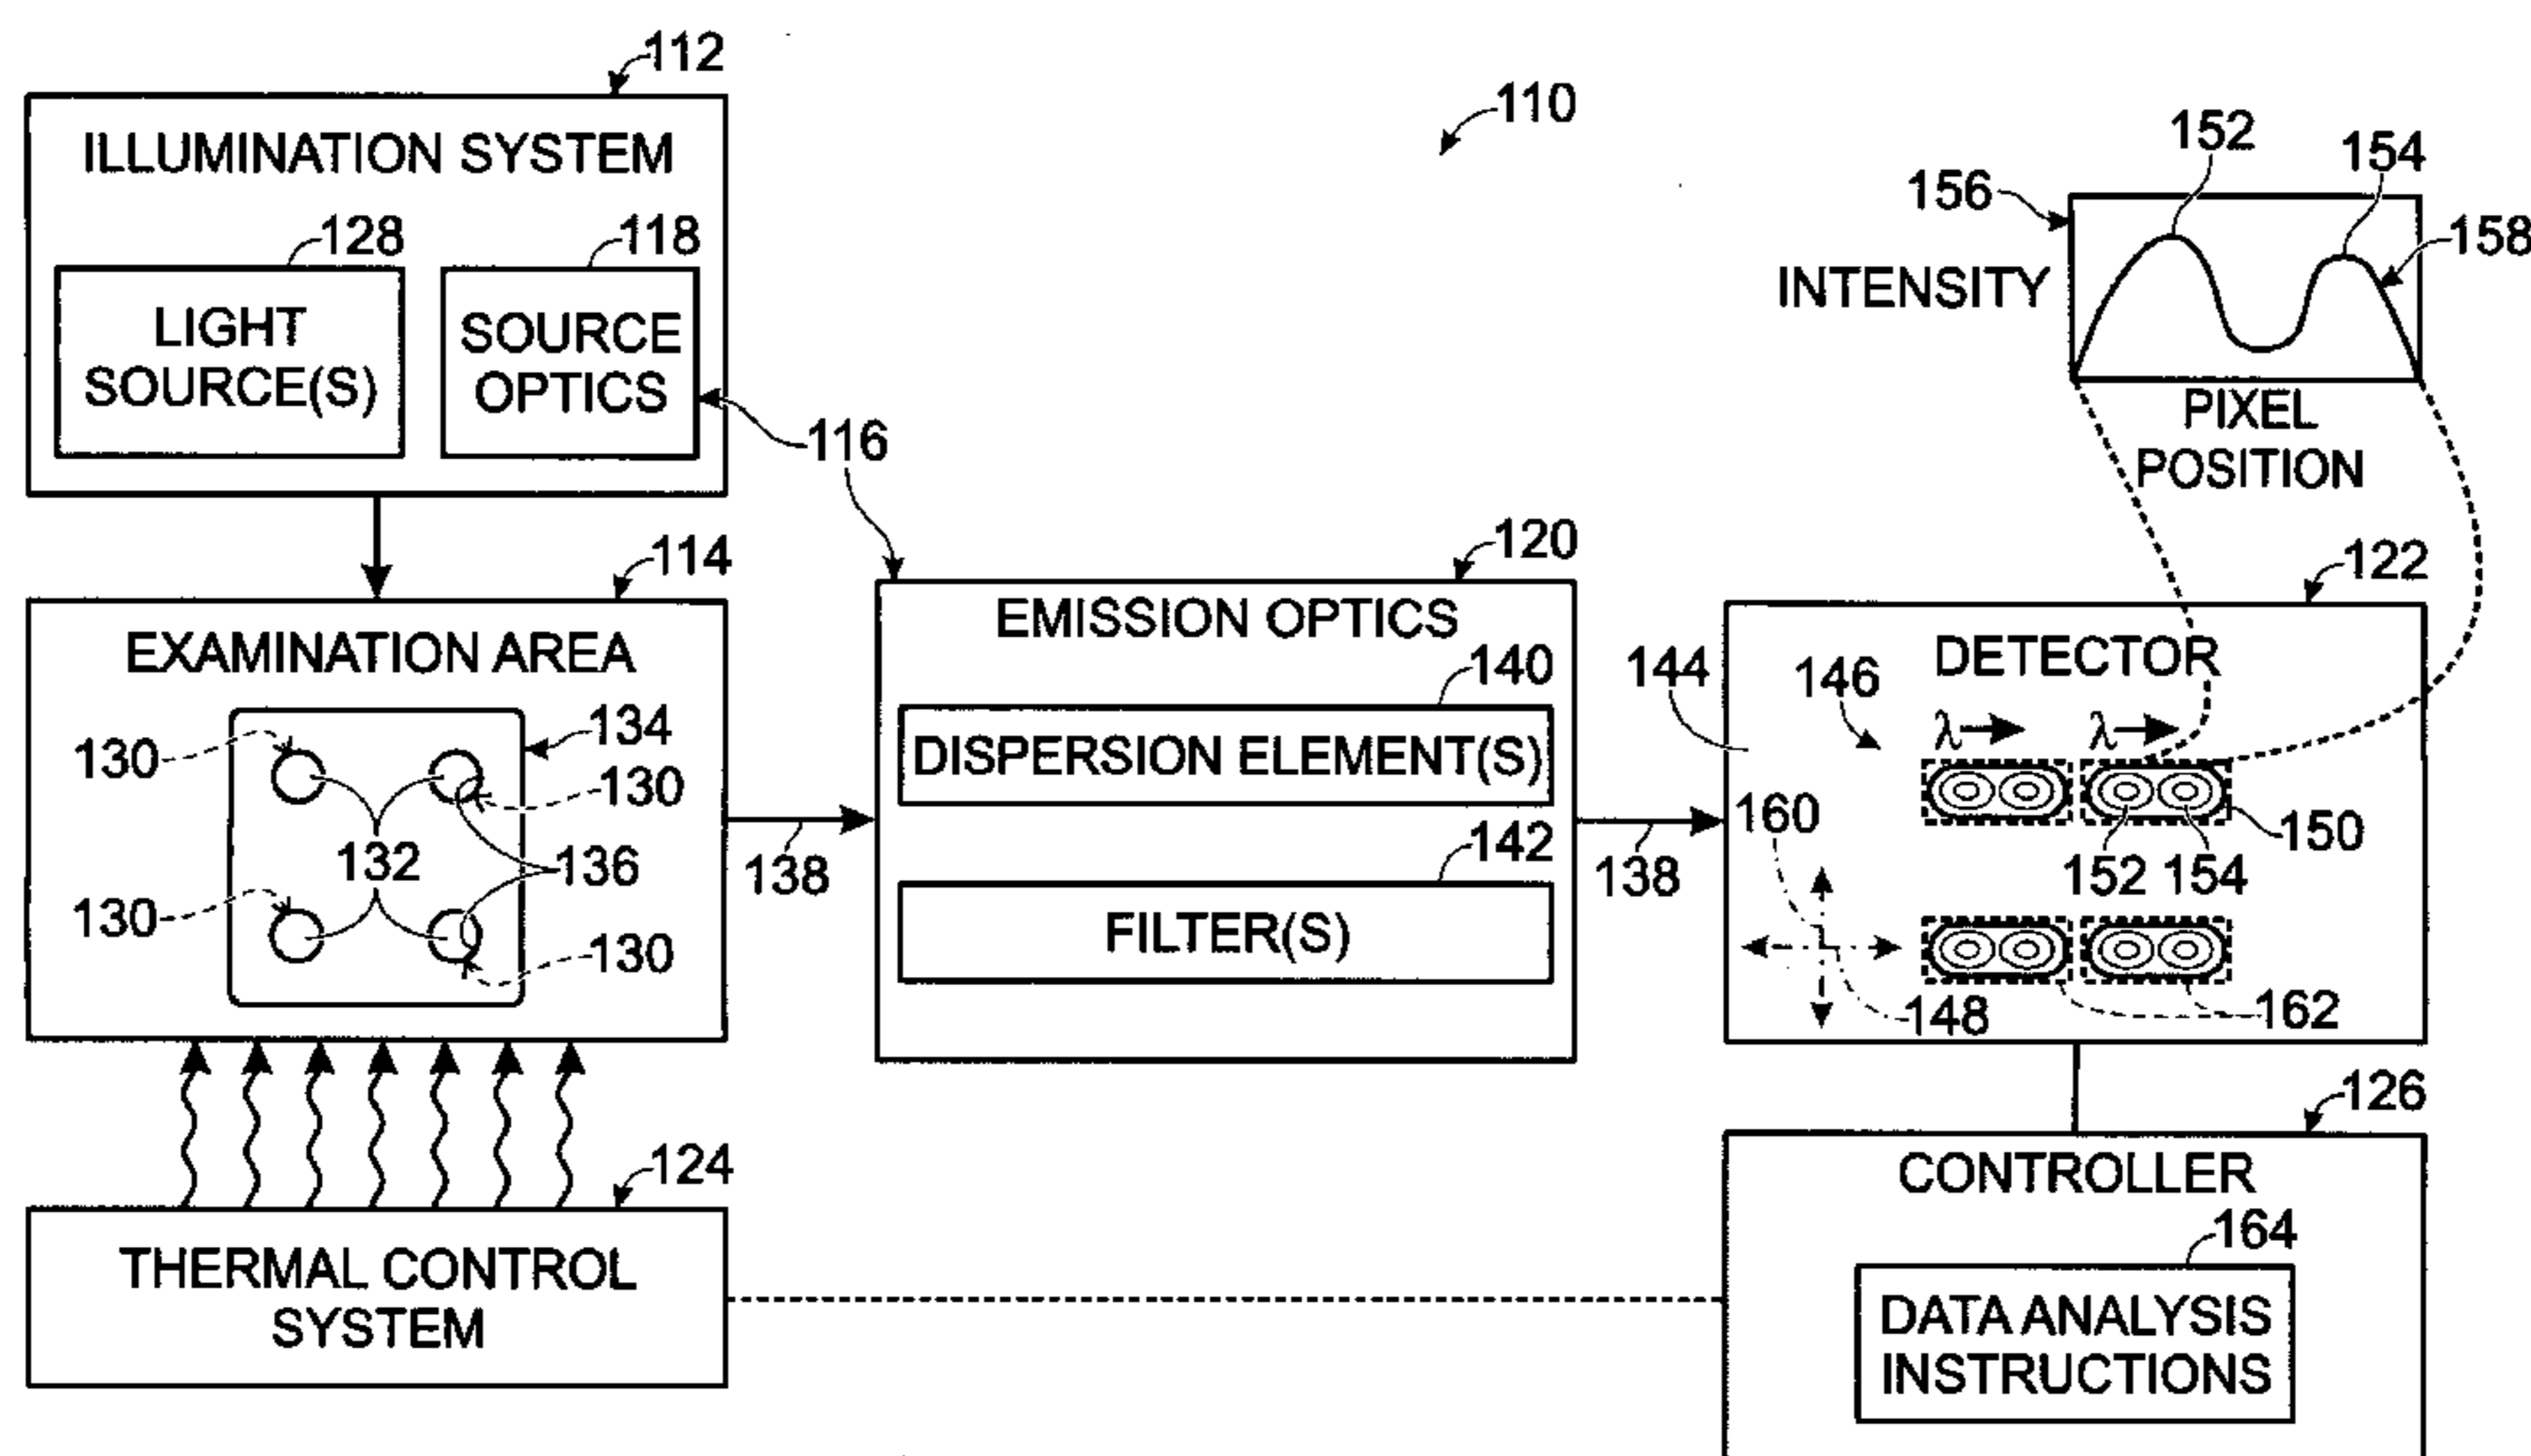 112
110
ILLUMINATION SYSTEM
128
118
LIGHT
SOURCE(S)
SOURCE
OPTICS
116
152
154
156
158
INTENSITY
PIXEL
POSITION
114
EXAMINATION AREA
134
130
130
132
136
130
130
138
120
EMISSION OPTICS
140
DISPERSION ELEMENT(S)
142
FILTER(S)
138
122
DETECTOR
144
146
λ
λ
160
150
152
154
148
162
124
THERMAL CONTROL
SYSTEM
126
CONTROLLER
164
DATA ANALYSIS
INSTRUCTIONS